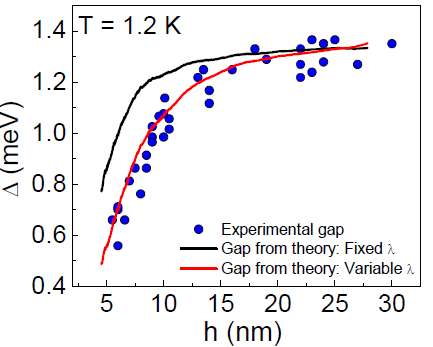 T = 1.2 K
1.4
1.2
1.0
0.8
0.6
0.4
Δ (meV)
Experimental gap
Gap from theory: Fixed λ
Gap from theory: Variable λ
5 10 15 20 25 30
h (nm)